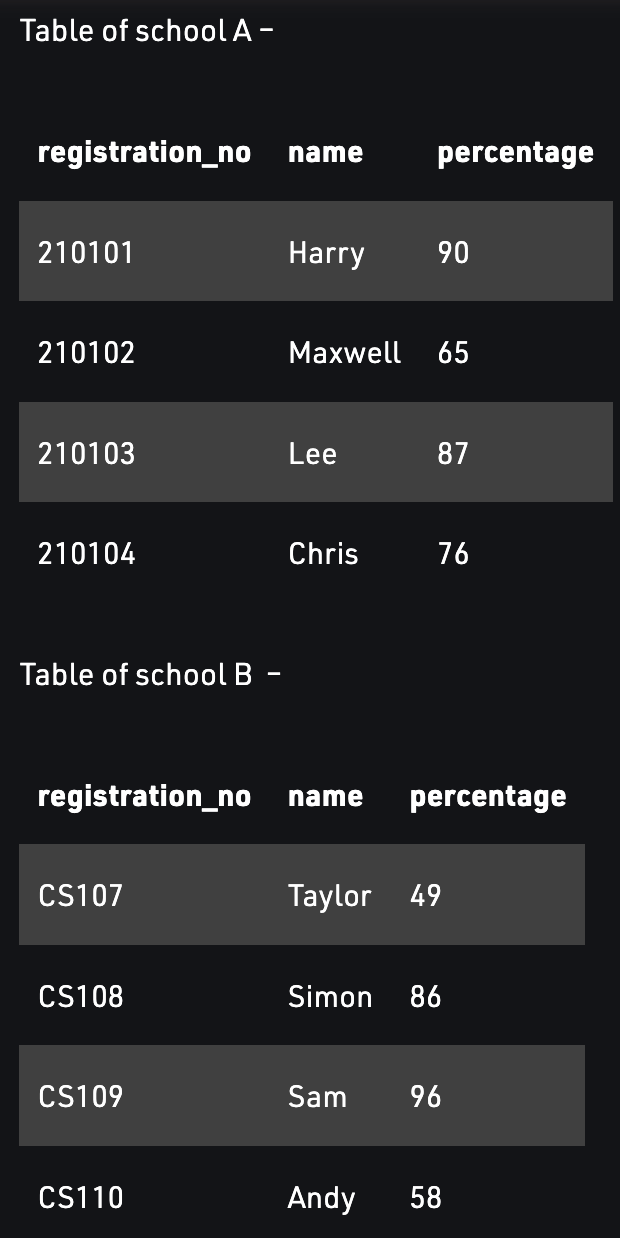 Table of school A –
registration_no name percentage
210101 Harry 90
210102 Maxwell 65
210103 Lee 87
210104 Chris 76
Table of school B –
registration_no name percentage
CS107 Taylor 49
CS108 Simon 86
CS109 Sam 96
CS110 Andy 58